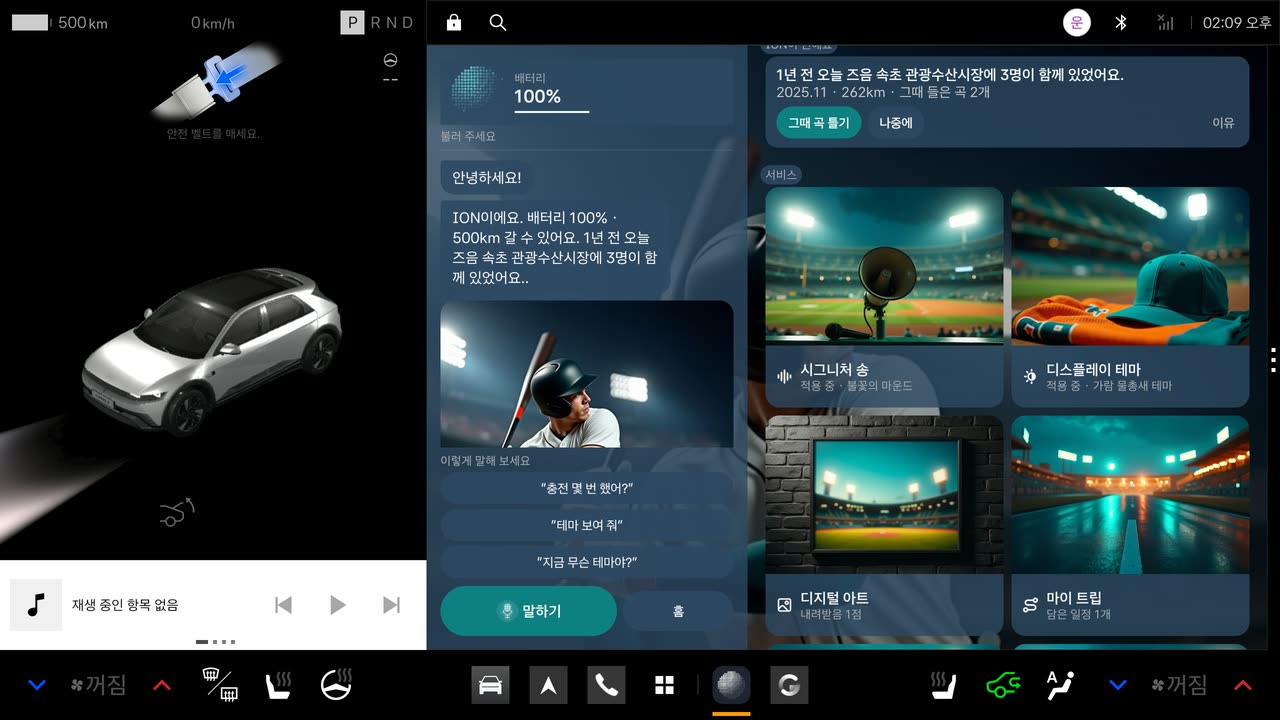 500 km
0 km/h
P R N D
운
02:09 오후
안전 벨트를 매세요.
--
재생 중인 항목 없음
배터리
100%
불러 주세요
안녕하세요!
ION이에요. 배터리 100% ·
500km 갈 수 있어요. 1년 전 오늘
즈음 속초 관광수산시장에 3명이 함
께 있었어요..
이렇게 말해 보세요
“충전 몇 번 했어?”
“테마 보여 줘”
“지금 무슨 테마야?”
말하기
홈
1년 전 오늘 즈음 속초 관광수산시장에 3명이 함께 있었어요.
2025.11 · 262km · 그때 들은 곡 2개
그때 곡 틀기
나중에
이유
서비스
시그니처 송
적용 중 · 불꽃의 마운드
디스플레이 테마
적용 중 · 가람 물총새 테마
디지털 아트
내려받음 1점
마이 트립
담은 일정 1개
꺼짐
G
A
꺼짐